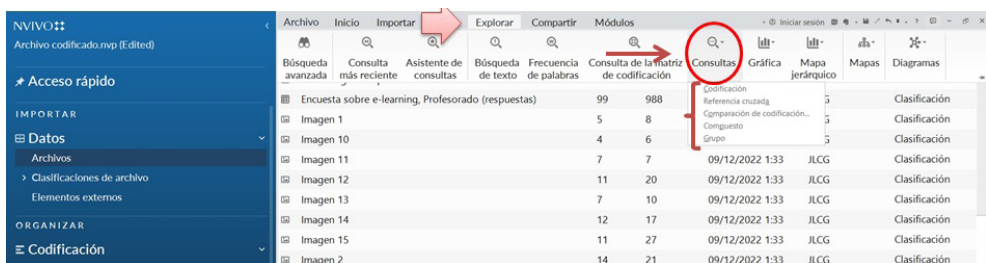 NVIVO
Archivo Inicio Importar Explorar Compartir Módulos Iniciar sesión
Archivo codificado.nvp (Edited)
Búsqueda avanzada Consulta más reciente Asistente de consultas Búsqueda de texto Frecuencia de palabras Consulta de la matriz de codificación Consultas Gráfica Mapa jerárquico Mapas Diagramas
Acceso rápido
IMPORTAR
Datos
Archivos
Clasificaciones de archivo
Elementos externos
ORGANIZAR
Codificación
Codificación
Referencia cruzada
Comparación de codificación...
Compuesto
Grupo
Encuesta sobre e-learning, Profesorado (respuestas) 99 988 Clasificación
Imagen 1 5 8 Clasificación
Imagen 10 4 6 Clasificación
Imagen 11 7 7 09/12/2022 1:33 JLCG Clasificación
Imagen 12 11 20 09/12/2022 1:33 JLCG Clasificación
Imagen 13 7 10 09/12/2022 1:33 JLCG Clasificación
Imagen 14 12 17 09/12/2022 1:33 JLCG Clasificación
Imagen 15 11 27 09/12/2022 1:33 JLCG Clasificación
Imagen 2 14 21 09/12/2022 1:33 JLCG Clasificación